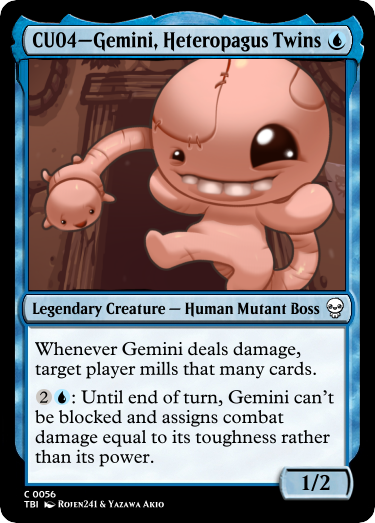 CU04—Gemini, Heteropagus Twins
Legendary Creature — Human Mutant Boss
Whenever Gemini deals damage,
target player mills that many cards.
2: Until end of turn, Gemini can't
be blocked and assigns combat
damage equal to its toughness rather
than its power.
1/2
C 0056
TBI Rojen241 & Yazawa Akio